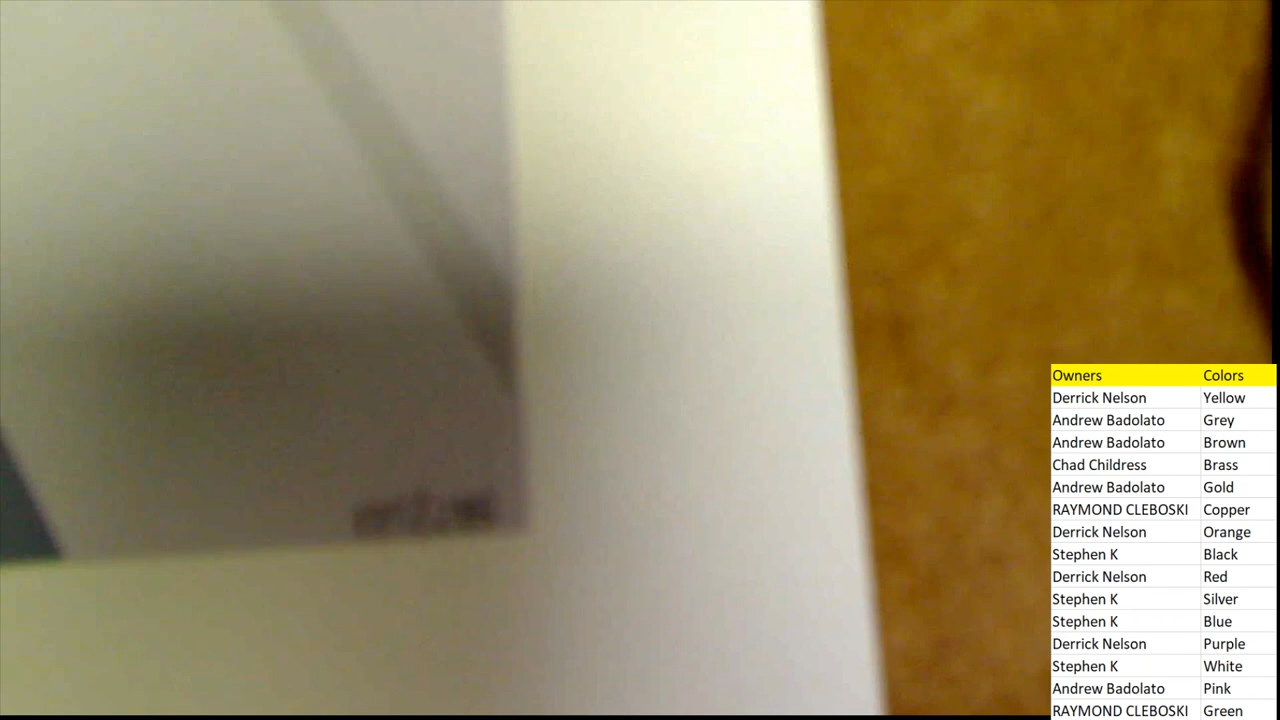 Owners Colors
Derrick Nelson Yellow
Andrew Badolato Grey
Andrew Badolato Brown
Chad Childress Brass
Andrew Badolato Gold
RAYMOND CLEBOSKI Copper
Derrick Nelson Orange
Stephen K Black
Derrick Nelson Red
Stephen K Silver
Stephen K Blue
Derrick Nelson Purple
Stephen K White
Andrew Badolato Pink
RAYMOND CLEBOSKI Green